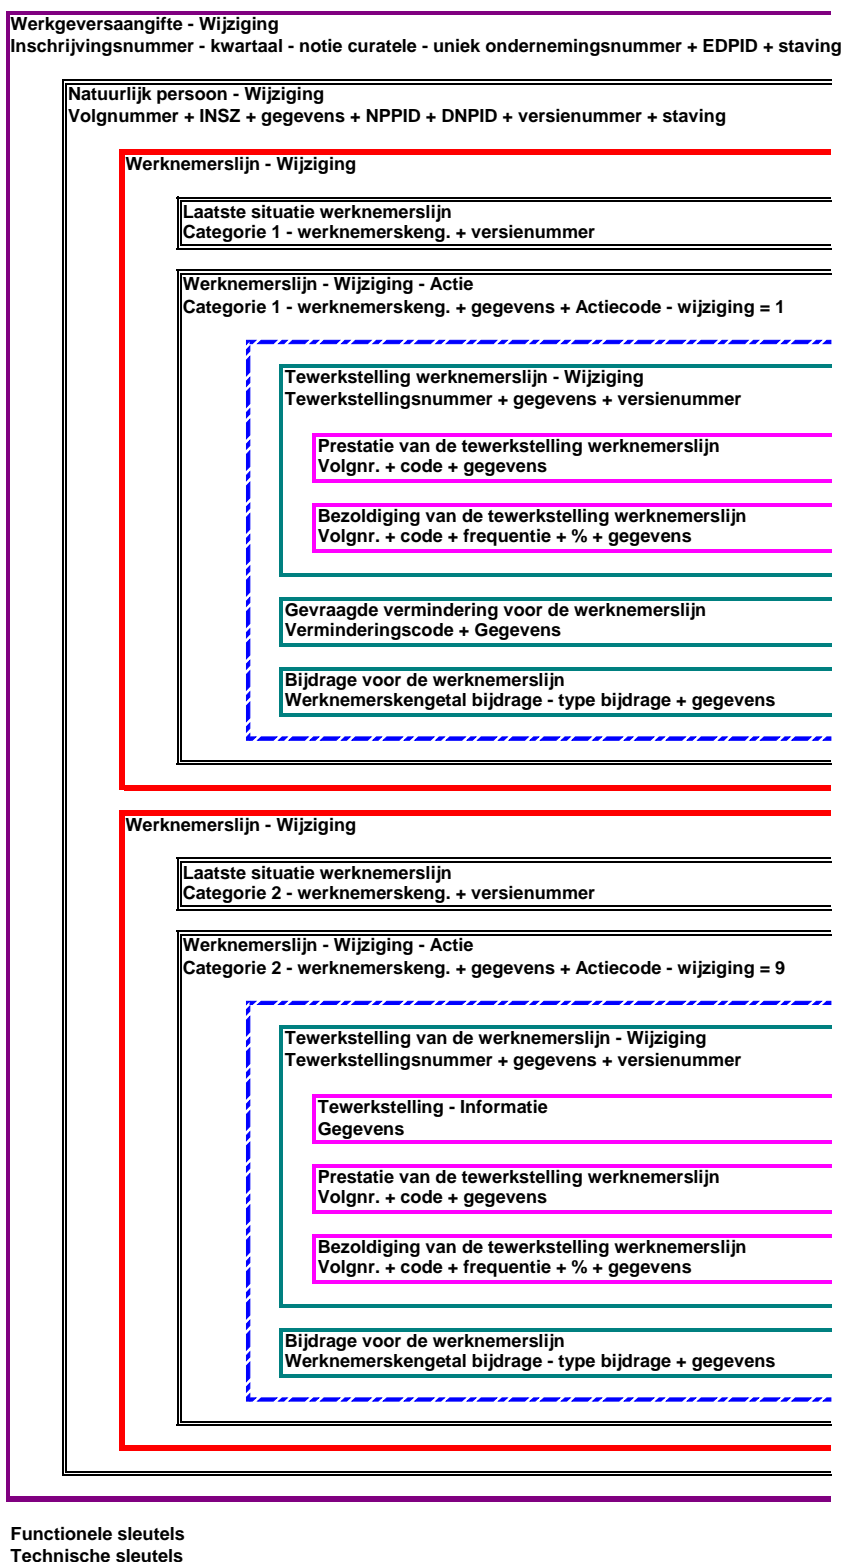 Werkgeversaangifte - Wijziging
Inschrijvingsnummer - kwartaal - notie curatele - uniek ondernemingsnummer + EDPID + staving
Natuurlijk persoon - Wijziging
Volgnummer + INSZ + gegevens + NPPID + DNPID + versienummer + staving
Werknemerslijn - Wijziging
Laatste situatie werknemerslijn
Categorie 1 - werknemerskeng. + versienummer
Werknemerslijn - Wijziging - Actie
Categorie 1 - werknemerskeng. + gegevens + Actiecode - wijziging = 1
Tewerkstelling werknemerslijn - Wijziging
Tewerkstellingsnummer + gegevens + versienummer
Prestatie van de tewerkstelling werknemerslijn
Volgnr. + code + gegevens
Bezoldiging van de tewerkstelling werknemerslijn
Volgnr. + code + frequentie + % + gegevens
Gevraagde vermindering voor de werknemerslijn
Verminderingscode + Gegevens
Bijdrage voor de werknemerslijn
Werknemerskengetal bijdrage - type bijdrage + gegevens
Werknemerslijn - Wijziging
Laatste situatie werknemerslijn
Categorie 2 - werknemerskeng. + versienummer
Werknemerslijn - Wijziging - Actie
Categorie 2 - werknemerskeng. + gegevens + Actiecode - wijziging = 9
Tewerkstelling van de werknemerslijn - Wijziging
Tewerkstellingsnummer + gegevens + versienummer
Tewerkstelling - Informatie
Gegevens
Prestatie van de tewerkstelling werknemerslijn
Volgnr. + code + gegevens
Bezoldiging van de tewerkstelling werknemerslijn
Volgnr. + code + frequentie + % + gegevens
Bijdrage voor de werknemerslijn
Werknemerskengetal bijdrage - type bijdrage + gegevens
Functionele sleutels
Technische sleutels